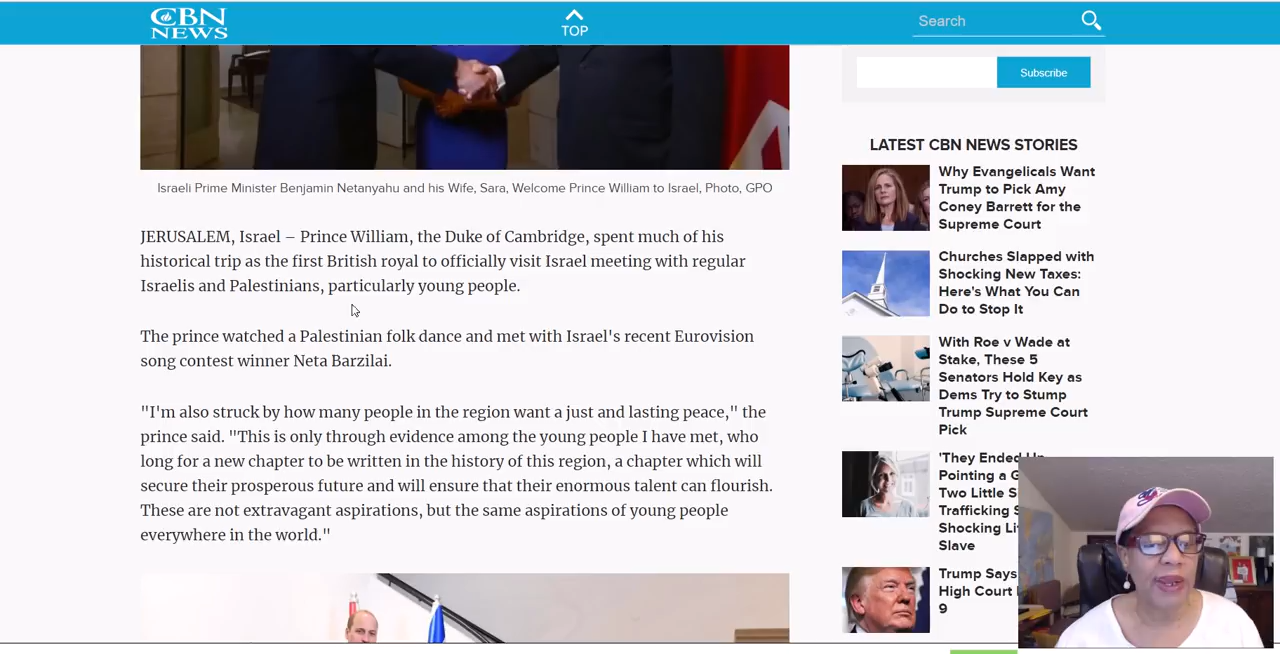 CBN
NEWS
TOP
Search
Subscribe
Israeli Prime Minister Benjamin Netanyahu and his Wife, Sara, Welcome Prince William to Israel, Photo, GPO
JERUSALEM, Israel – Prince William, the Duke of Cambridge, spent much of his
historical trip as the first British royal to officially visit Israel meeting with regular
Israelis and Palestinians, particularly young people.
The prince watched a Palestinian folk dance and met with Israel's recent Eurovision
song contest winner Neta Barzilai.
"I'm also struck by how many people in the region want a just and lasting peace," the
prince said. "This is only through evidence among the young people I have met, who
long for a new chapter to be written in the history of this region, a chapter which will
secure their prosperous future and will ensure that their enormous talent can flourish.
These are not extravagant aspirations, but the same aspirations of young people
everywhere in the world."
LATEST CBN NEWS STORIES
Why Evangelicals Want
Trump to Pick Amy
Coney Barrett for the
Supreme Court
Churches Slapped with
Shocking New Taxes:
Here's What You Can
Do to Stop It
With Roe v Wade at
Stake, These 5
Senators Hold Key as
Dems Try to Stump
Trump Supreme Court
Pick
'They Ended Up
Pointing a G
Two Little S
Trafficking S
Shocking Li
Slave
Trump Says
High Court
9